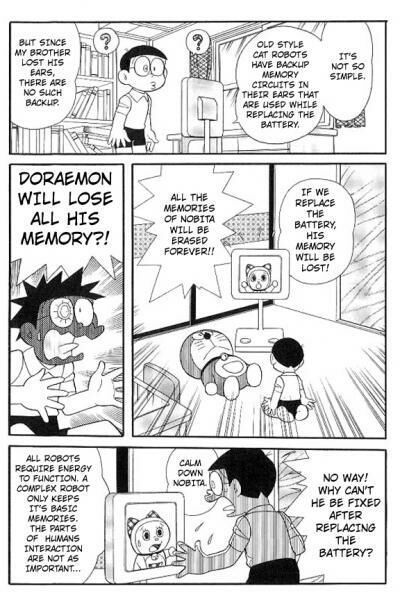 IT'S
NOT SO
SIMPLE.
OLD STYLE
CAT ROBOTS
HAVE BACKUP
MEMORY
CIRCUITS IN
THEIR EARS THAT
ARE USED WHILE
REPLACING THE
BATTERY.
?
?
BUT SINCE
MY BROTHER
LOST HIS
EARS, THERE
ARE NO
SUCH
BACKUP.
IF WE
REPLACE
THE
BATTERY,
HIS
MEMORY
WILL BE
LOST!
ALL THE
MEMORIES
OF NOBITA
WILL BE
ERASED
FOREVER!!
DORAEMON
WILL LOSE
ALL HIS
MEMORY?!
NO WAY!
WHY CAN'T
HE BE FIXED
AFTER
REPLACING
THE
BATTERY?
CALM
DOWN
NOBITA.
ALL ROBOTS
REQUIRE ENERGY
TO FUNCTION. A
COMPLEX ROBOT
ONLY KEEPS
IT'S BASIC
MEMORIES.
THE PARTS
OF HUMANS
INTERACTION
ARE NOT AS
IMPORTANT...